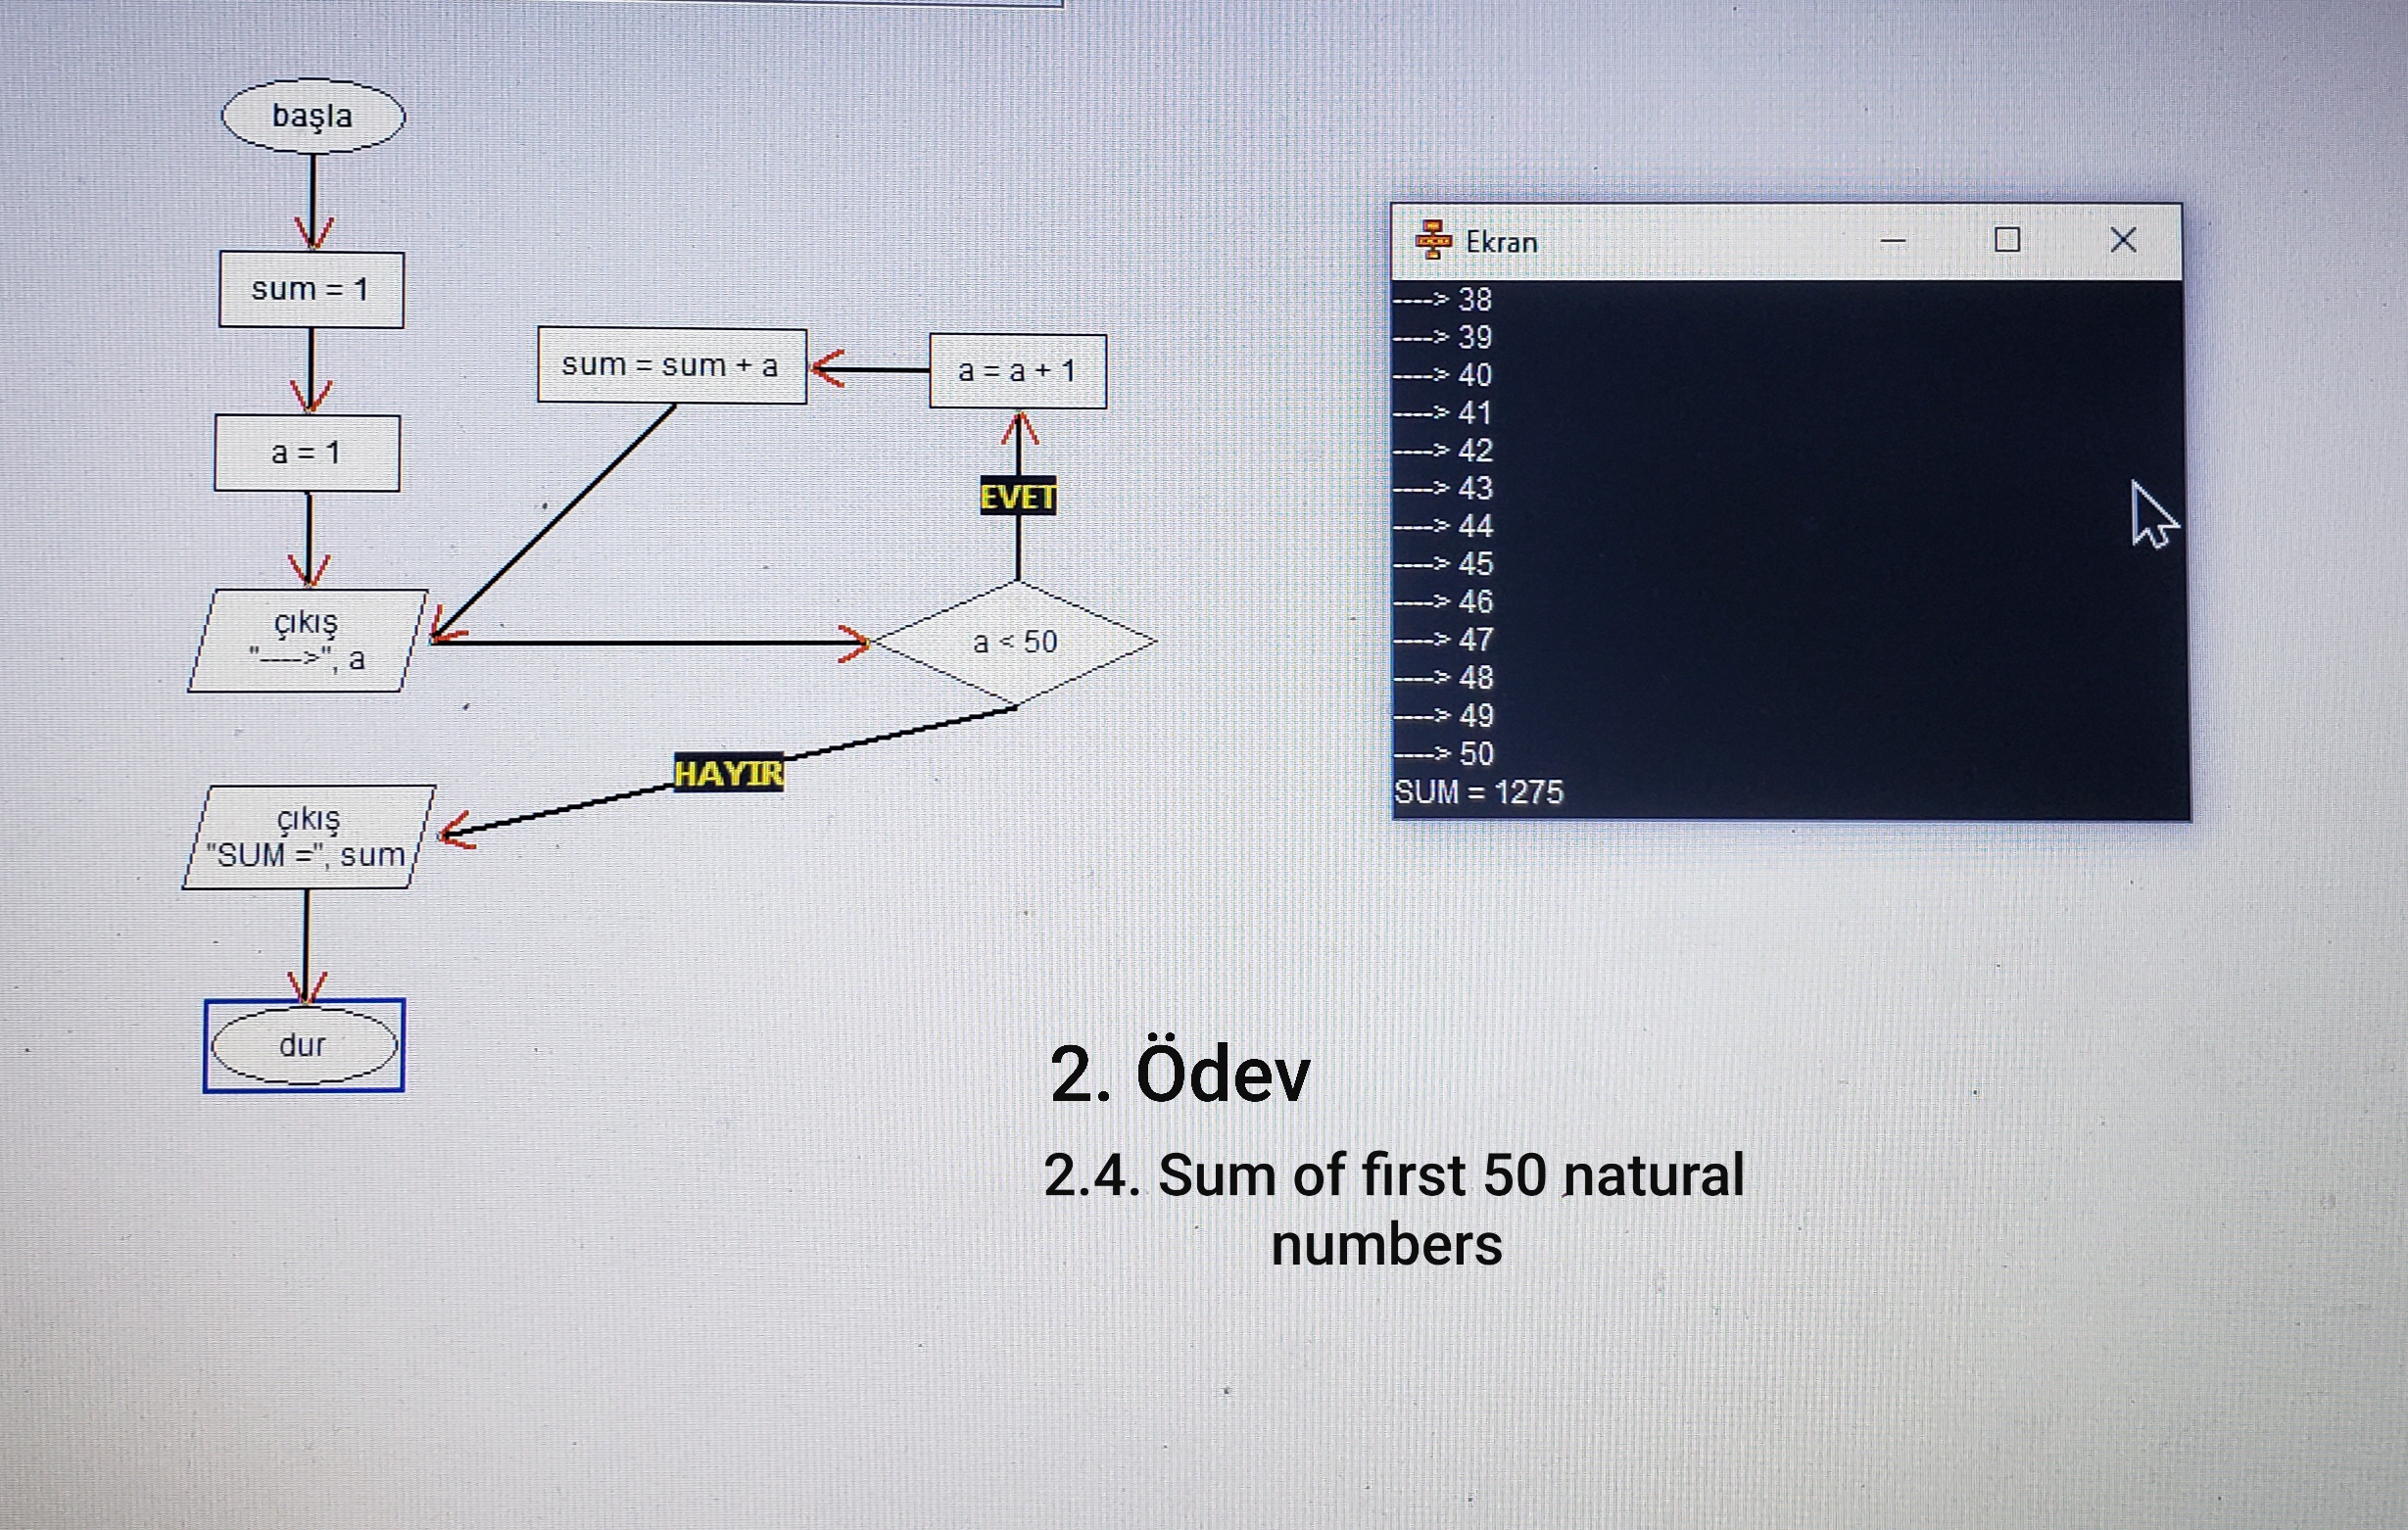 başla
sum = 1
a = 1
çıkış
"---->", a
sum = sum + a
a = a + 1
EVET
a < 50
HAYIR
çıkış
"SUM =", sum
dur
Ekran
----> 38
----> 39
----> 40
----> 41
----> 42
----> 43
----> 44
----> 45
----> 46
----> 47
----> 48
----> 49
----> 50
SUM = 1275
2. Ödev
2.4. Sum of first 50 natural
numbers